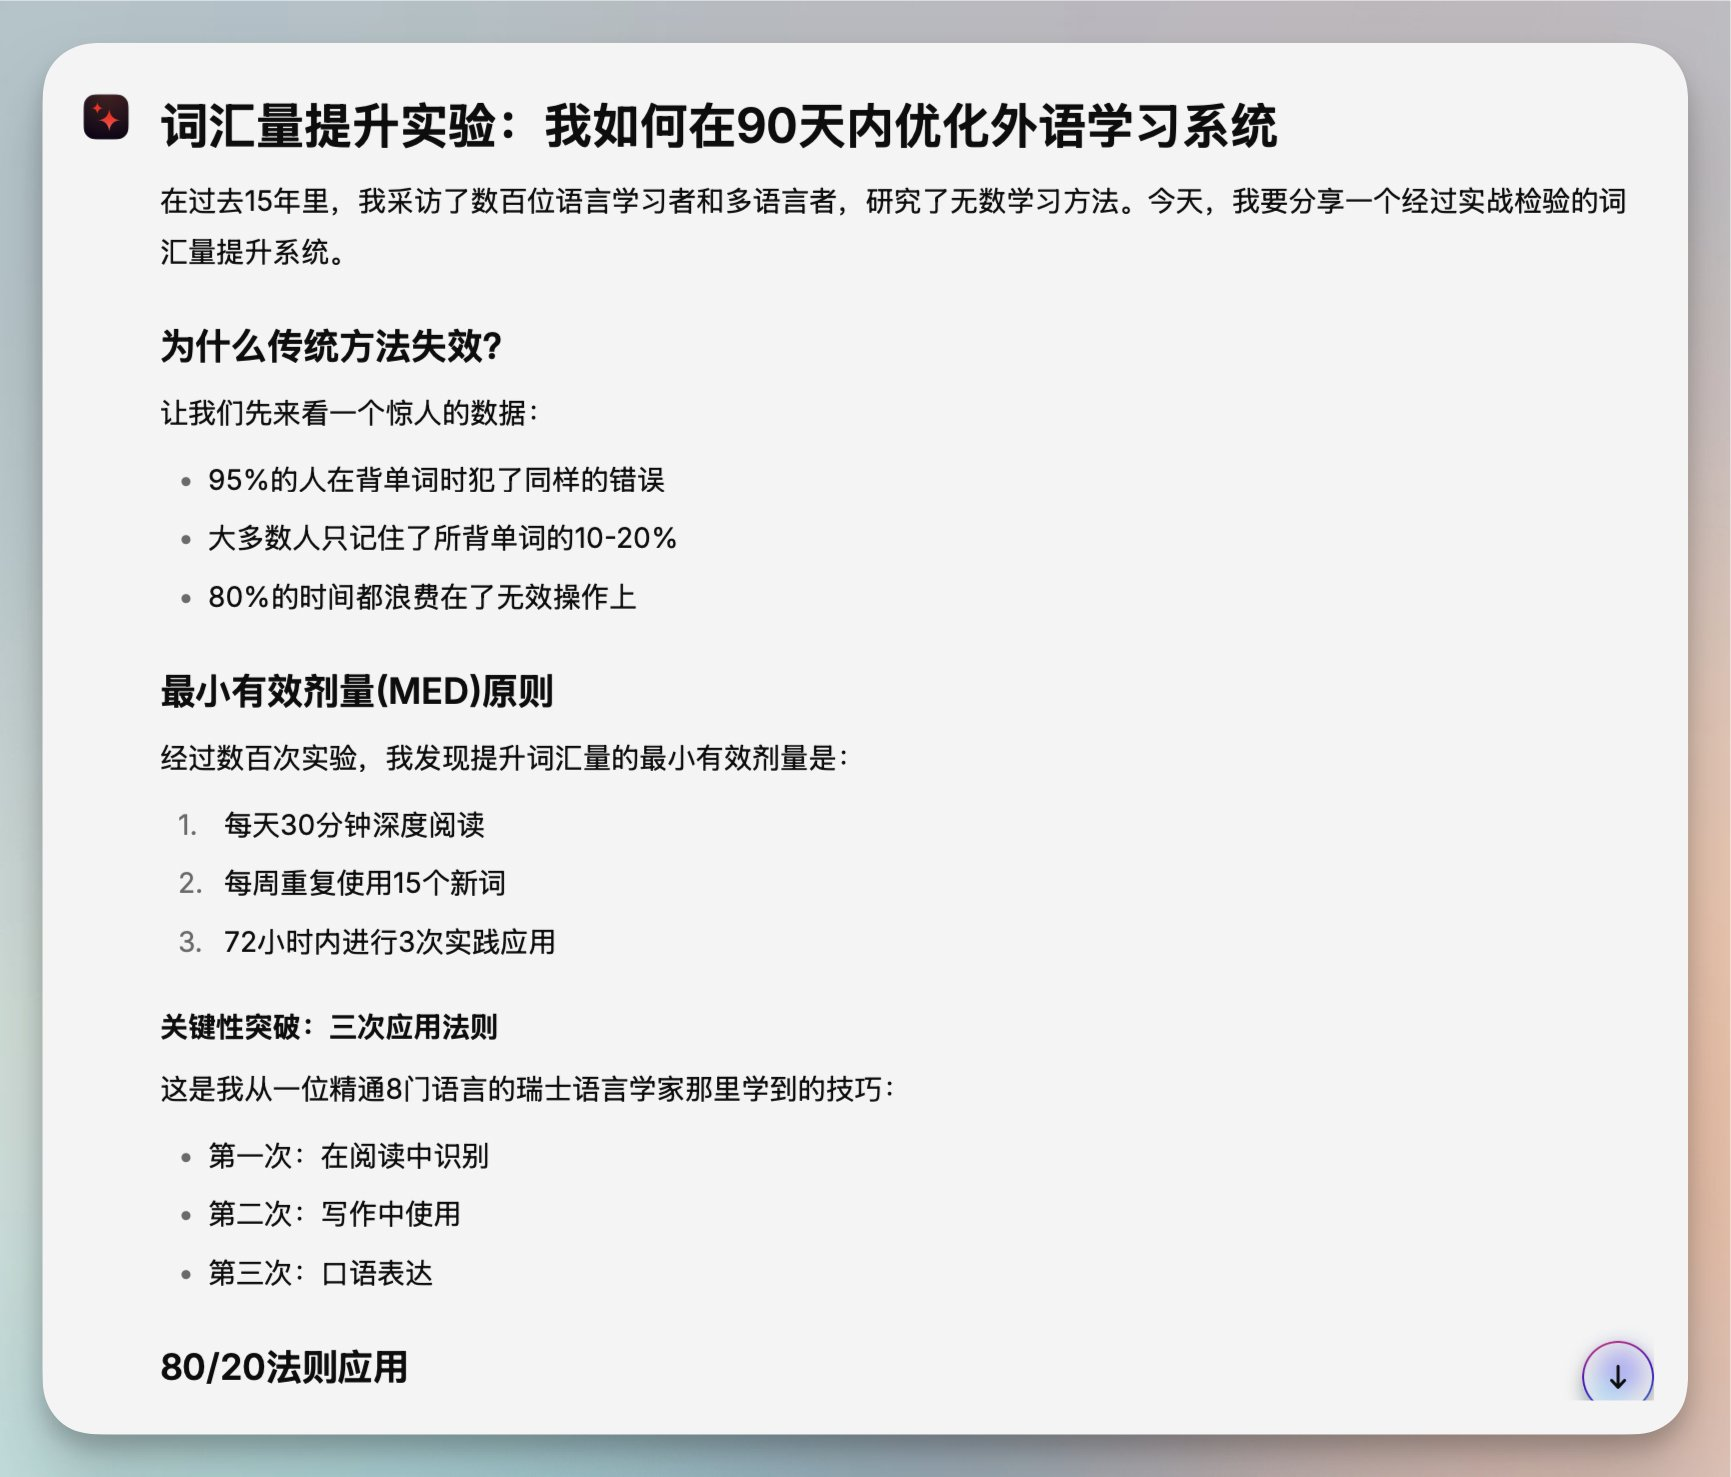 词汇量提升实验：我如何在90天内优化外语学习系统
在过去15年里，我采访了数百位语言学习者和多语言者，研究了无数学习方法。今天，我要分享一个经过实战检验的词
汇量提升系统。
为什么传统方法失效?
让我们先来看一个惊人的数据：
• 95%的人在背单词时犯了同样的错误
• 大多数人只记住了所背单词的10-20%
• 80%的时间都浪费在了无效操作上
最小有效剂量(MED)原则
经过数百次实验，我发现提升词汇量的最小有效剂量是：
1. 每天30分钟深度阅读
2. 每周重复使用15个新词
3. 72小时内进行3次实践应用
关键性突破：三次应用法则
这是我从一位精通8门语言的瑞士语言学家那里学到的技巧：
• 第一次：在阅读中识别
• 第二次：写作中使用
• 第三次：口语表达
80/20法则应用